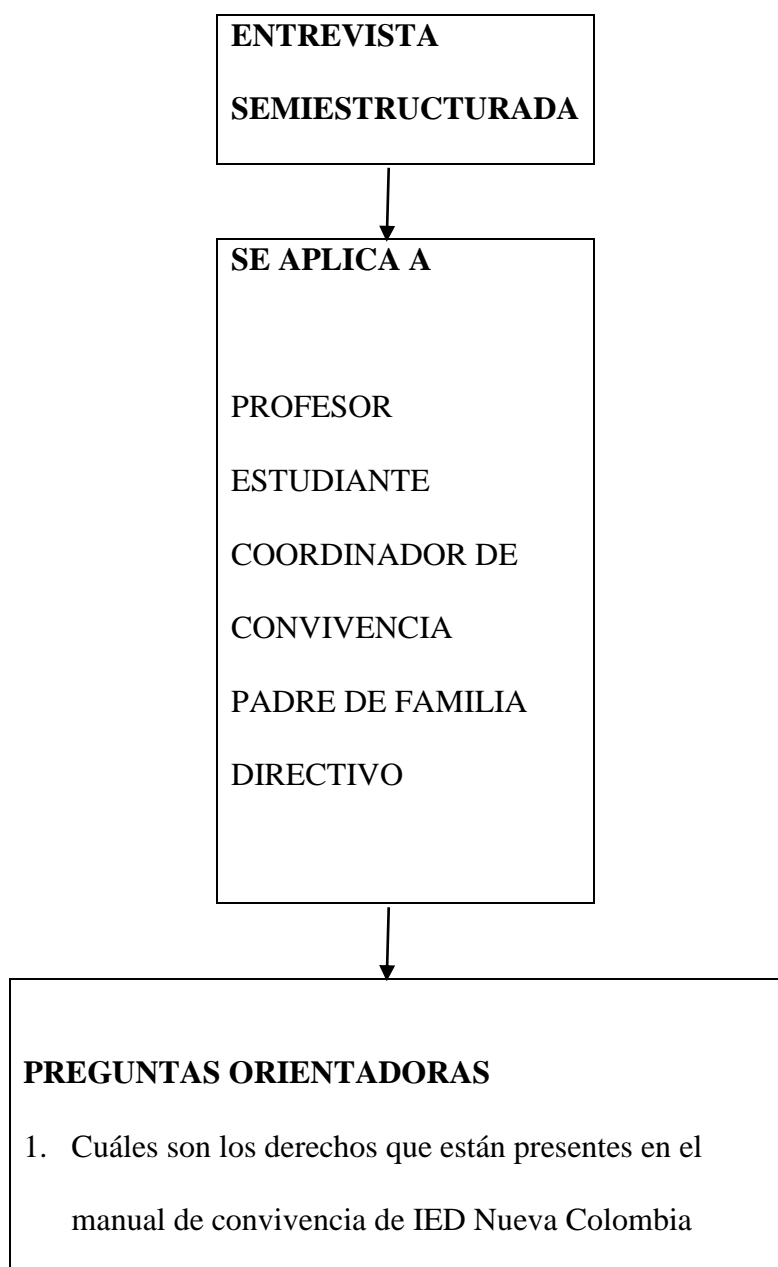 ENTREVISTA
SEMIESTRUCTURADA
SE APLICA A
PROFESOR
ESTUDIANTE
COORDINADOR DE
CONVIVENCIA
PADRE DE FAMILIA
DIRECTIVO
PREGUNTAS ORIENTADORAS
1. Cuáles son los derechos que están presentes en el
manual de convivencia de IED Nueva Colombia